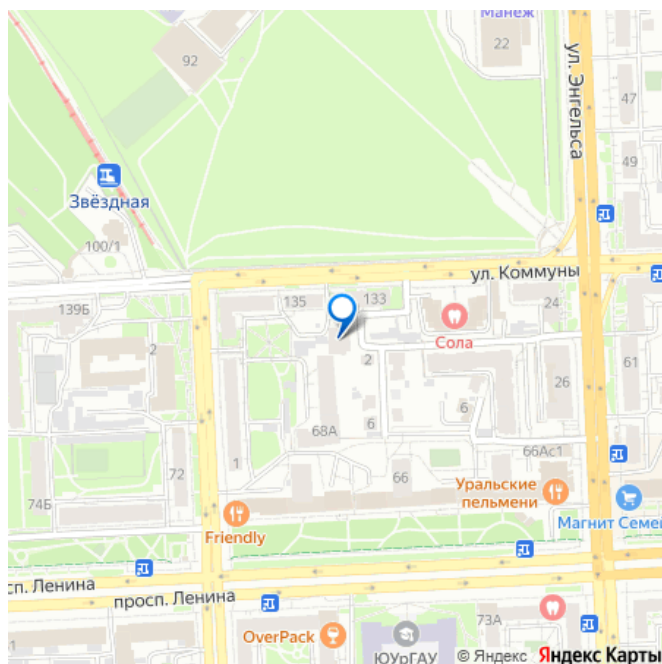 Манеж
22
92
ул. Энгельса
47
49
Звёздная
100/1
ул. Коммуны
139Б
135
133
24
Сола
2
2
61
26
6
6
68А
66Ас1
1
72
66
74Б
Уральские
пельмени
Friendly
Магнит Семе
сп. Ленина
просп. Ленина
73А
OverPack
ЮУрГАУ
© Яндекс Яндекс Карты